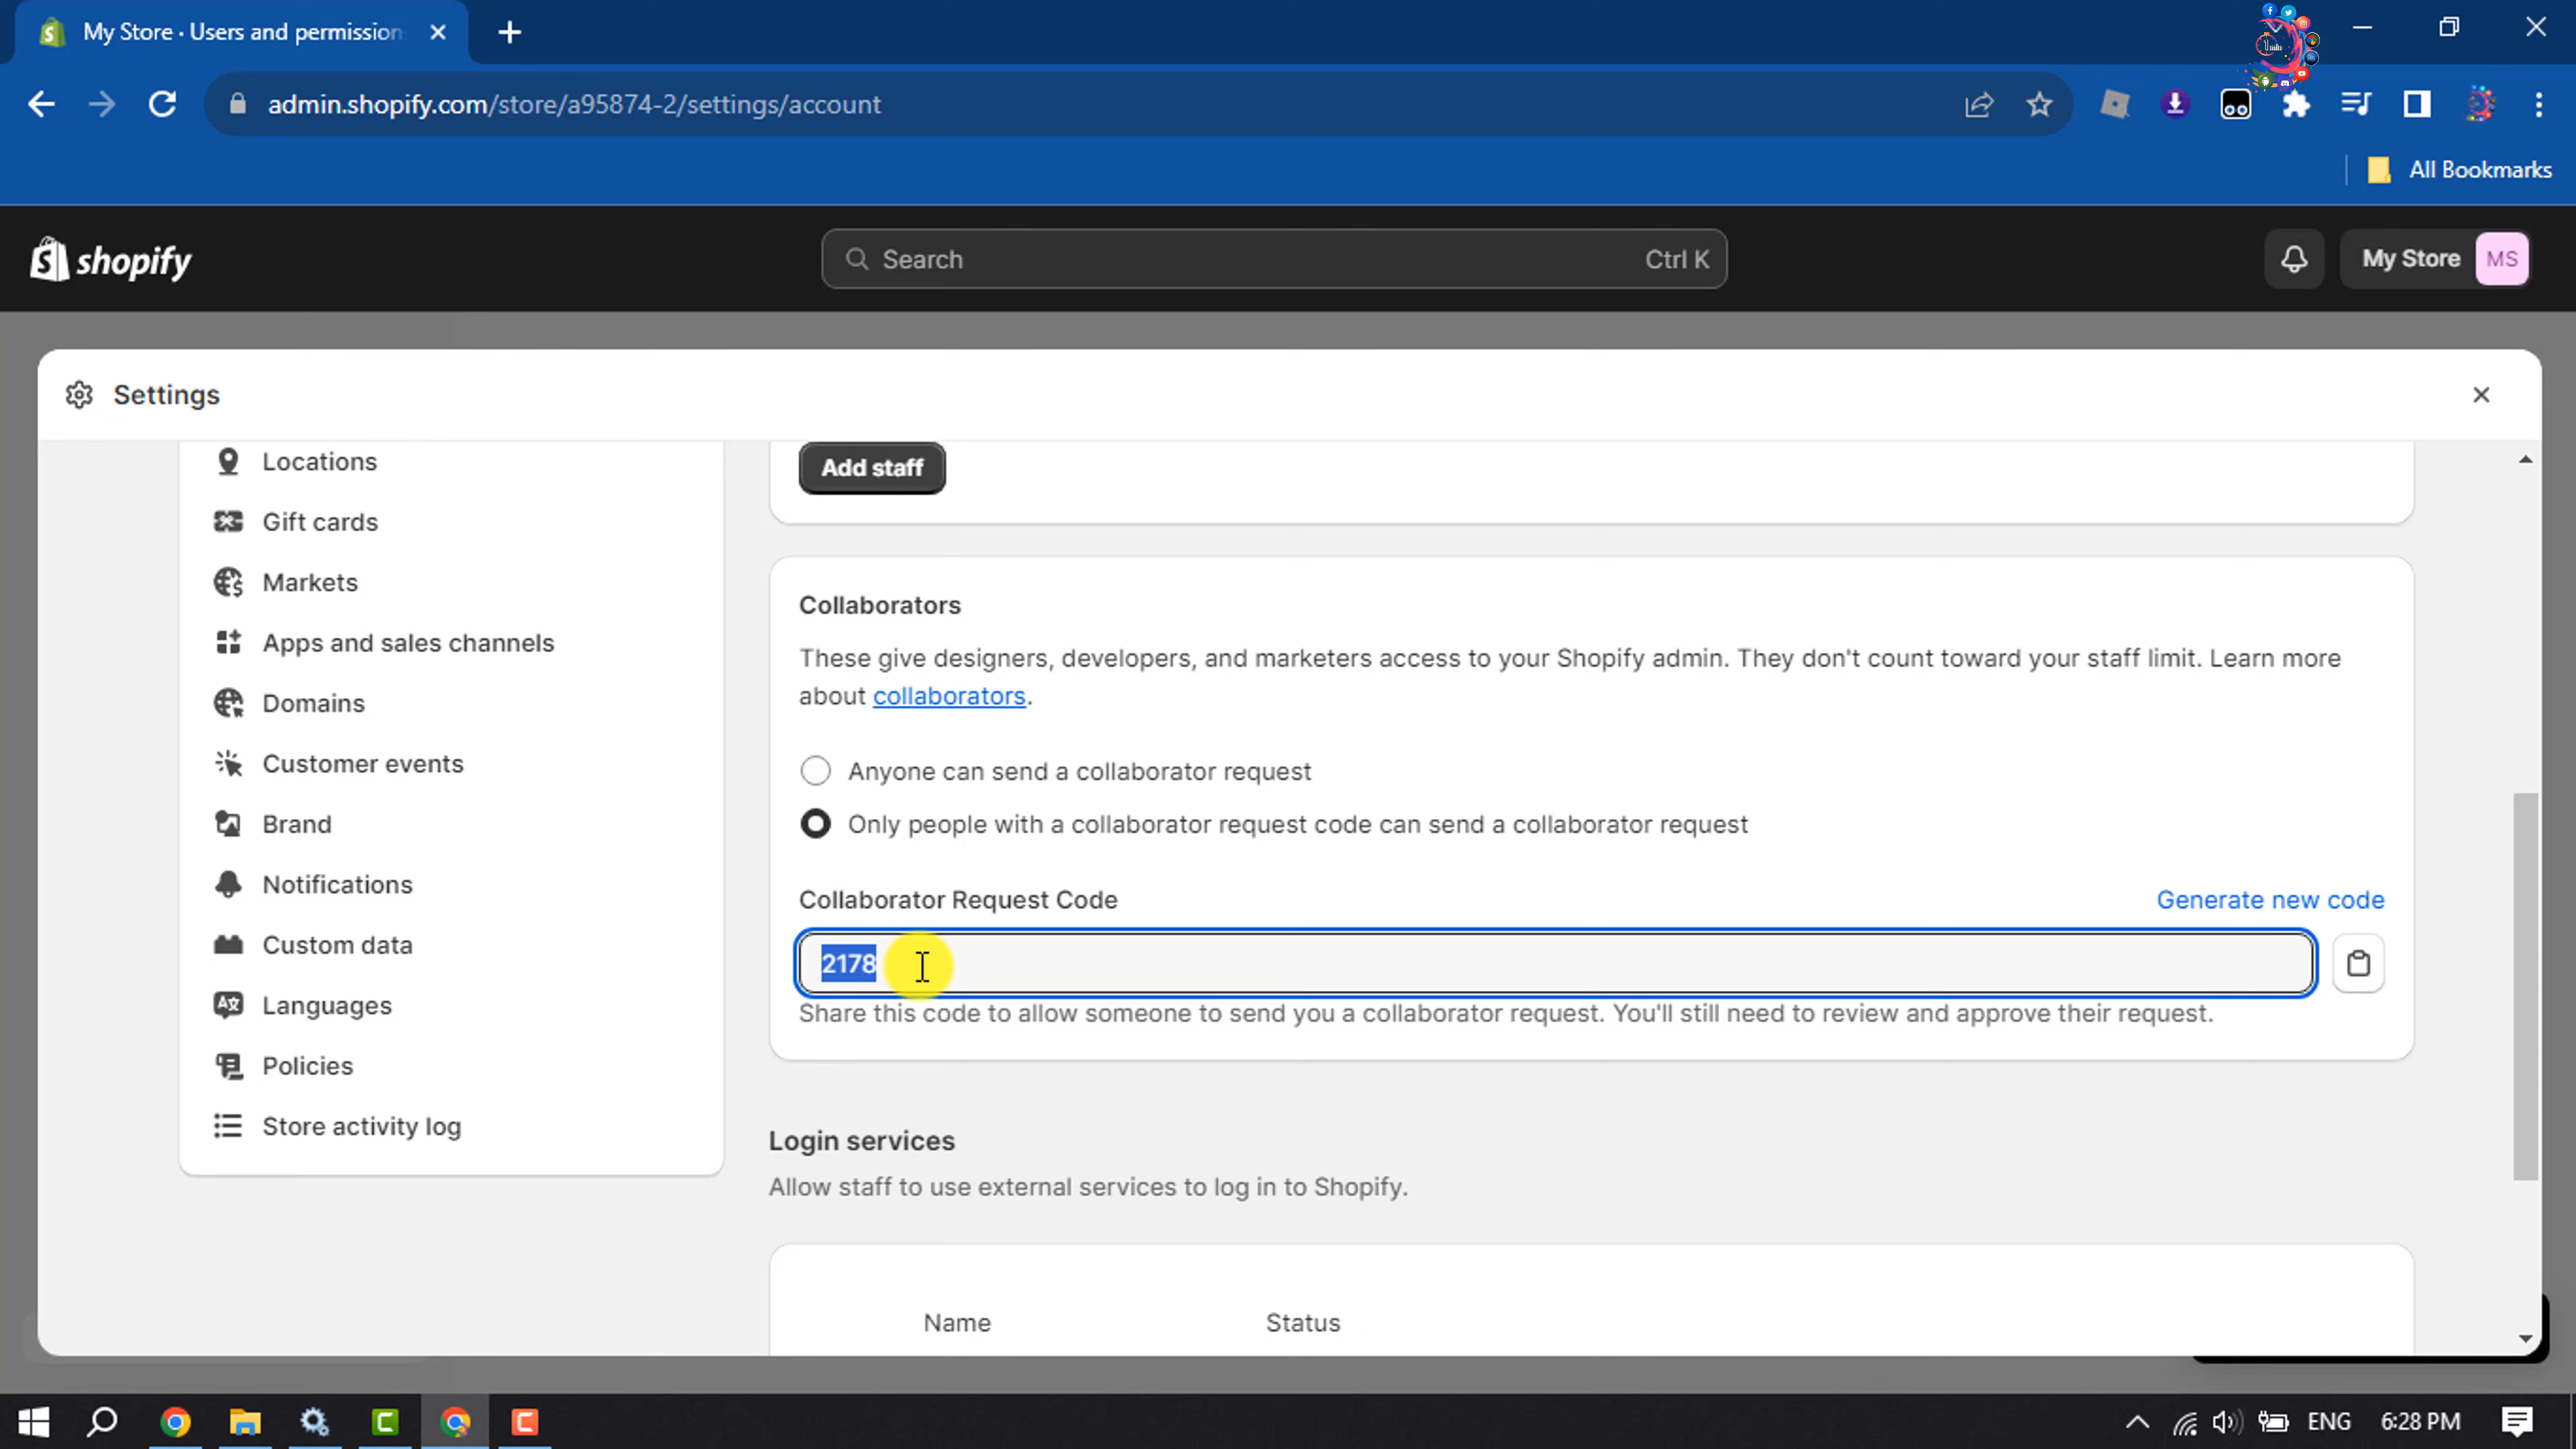 My Store · Users and permission
admin.shopify.com/store/a95874-2/settings/account
All Bookmarks
shopify
Search
Ctrl K
My Store
MS
Settings
Locations
Gift cards
Markets
Apps and sales channels
Domains
Customer events
Brand
Notifications
Custom data
Languages
Policies
Store activity log
Add staff
Collaborators
These give designers, developers, and marketers access to your Shopify admin. They don't count toward your staff limit. Learn more
about collaborators.
Anyone can send a collaborator request
Only people with a collaborator request code can send a collaborator request
Collaborator Request Code
Generate new code
2178
Share this code to allow someone to send you a collaborator request. You'll still need to review and approve their request.
Login services
Allow staff to use external services to log in to Shopify.
Name
Status
ENG
6:28 PM